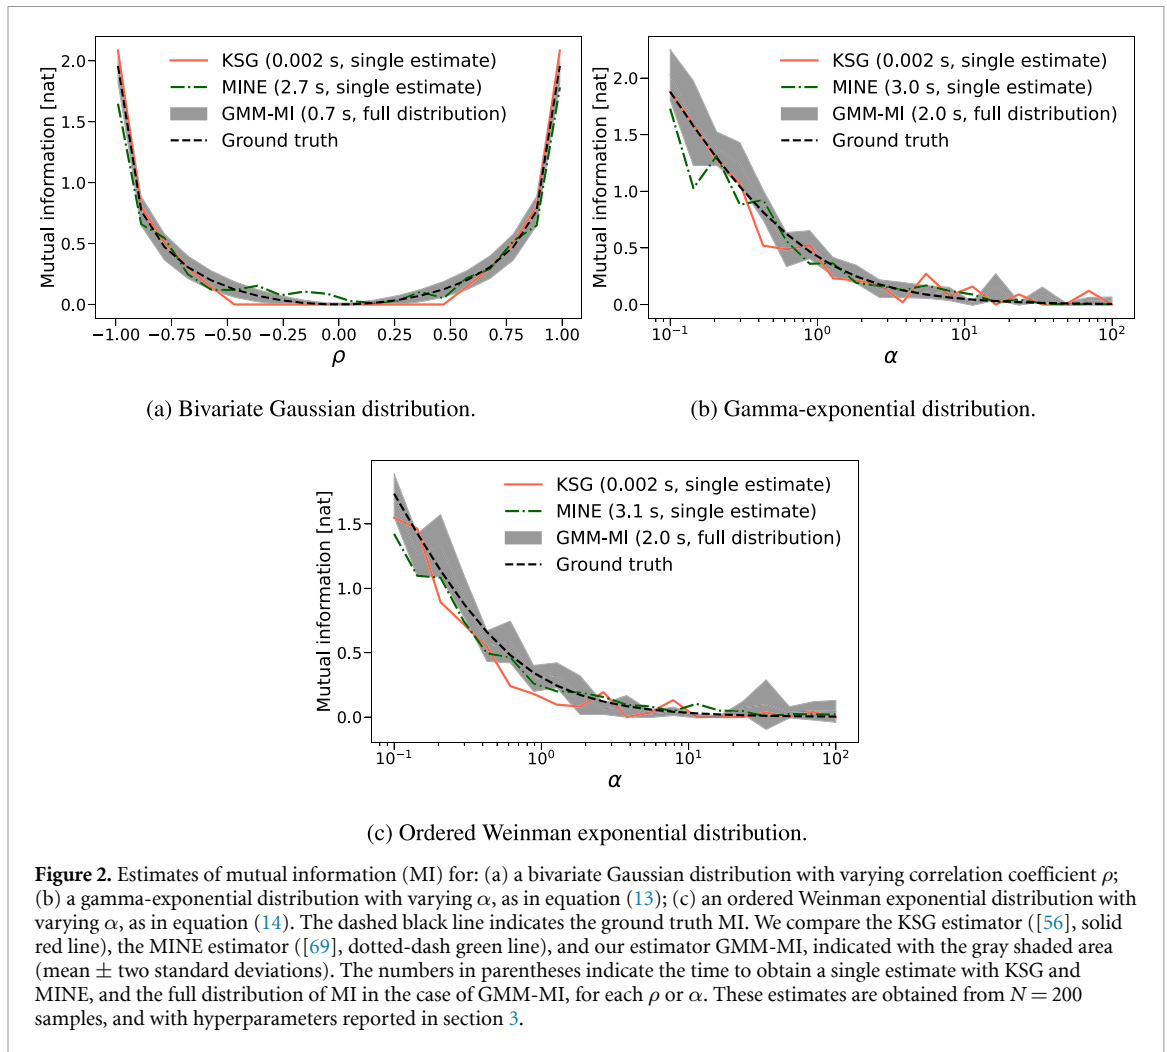 KSG (0.002 s, single estimate)
MINE (2.7 s, single estimate)
GMM-MI (0.7 s, full distribution)
Ground truth
Mutual information [nat]
2.0
1.5
1.0
0.5
0.0
−1.00 −0.75 −0.50 −0.25 0.00 0.25 0.50 0.75 1.00
ρ
(a) Bivariate Gaussian distribution.
KSG (0.002 s, single estimate)
MINE (3.0 s, single estimate)
GMM-MI (2.0 s, full distribution)
Ground truth
Mutual information [nat]
2.0
1.5
1.0
0.5
0.0
10⁻¹ 10⁰ 10¹ 10²
α
(b) Gamma-exponential distribution.
KSG (0.002 s, single estimate)
MINE (3.1 s, single estimate)
GMM-MI (2.0 s, full distribution)
Ground truth
Mutual information [nat]
1.5
1.0
0.5
0.0
10⁻¹ 10⁰ 10¹ 10²
α
(c) Ordered Weinman exponential distribution.
Figure 2. Estimates of mutual information (MI) for: (a) a bivariate Gaussian distribution with varying correlation coefficient ρ;
(b) a gamma-exponential distribution with varying α, as in equation (13); (c) an ordered Weinman exponential distribution with
varying α, as in equation (14). The dashed black line indicates the ground truth MI. We compare the KSG estimator ([56], solid
red line), the MINE estimator ([69], dotted-dash green line), and our estimator GMM-MI, indicated with the gray shaded area
(mean ± two standard deviations). The numbers in parentheses indicate the time to obtain a single estimate with KSG and
MINE, and the full distribution of MI in the case of GMM-MI, for each ρ or α. These estimates are obtained from N = 200
samples, and with hyperparameters reported in section 3.